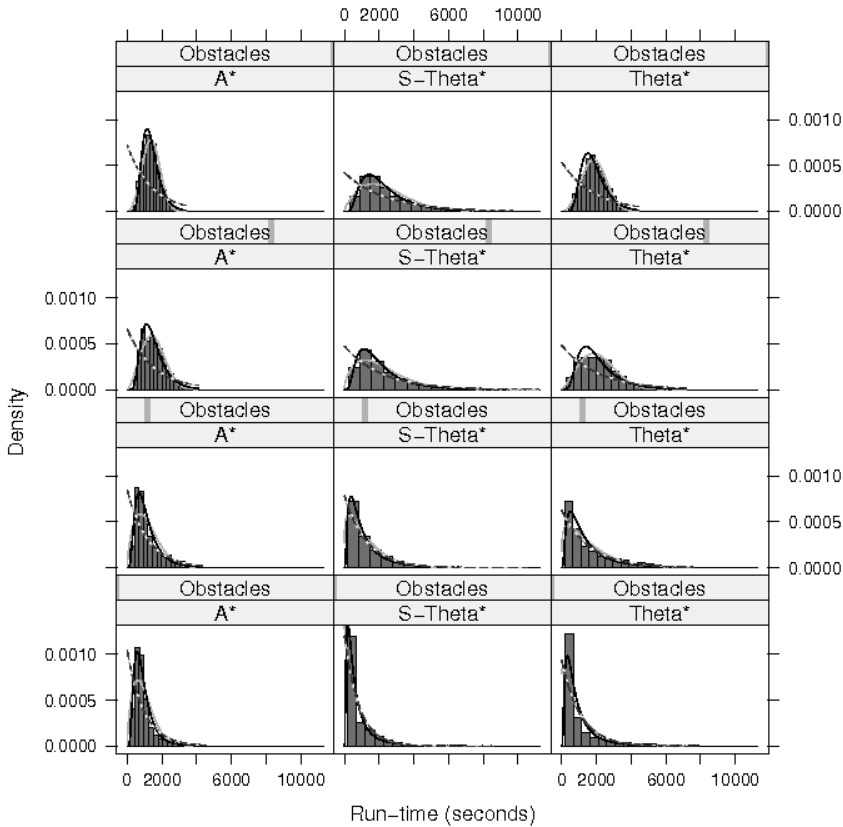 0 2000 6000 10000
Obstacles Obstacles Obstacles
A* S−Theta* Theta*
0.0010
0.0005
0.0000
Obstacles Obstacles Obstacles
A* S−Theta* Theta*
0.0010
0.0005
0.0000
Obstacles Obstacles Obstacles
A* S−Theta* Theta*
0.0010
0.0005
0.0000
Obstacles Obstacles Obstacles
A* S−Theta* Theta*
0.0010
0.0005
0.0000
0 2000 6000 10000 0 2000 6000 10000
Density
Run−time (seconds)